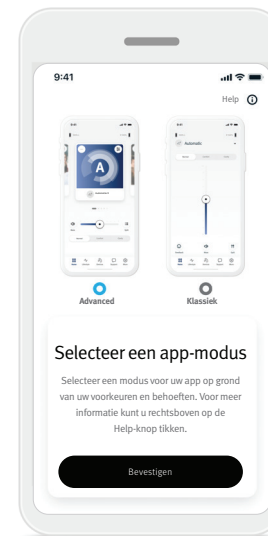 9:41
Help
Automatic
A
Advanced
Klassiek
Selecteer een app-modus
Selecteer een modus voor uw app op grond
van uw voorkeuren en behoeften. Voor meer
informatie kunt u rechtsboven op de
Help-knop tikken.
Bevestigen